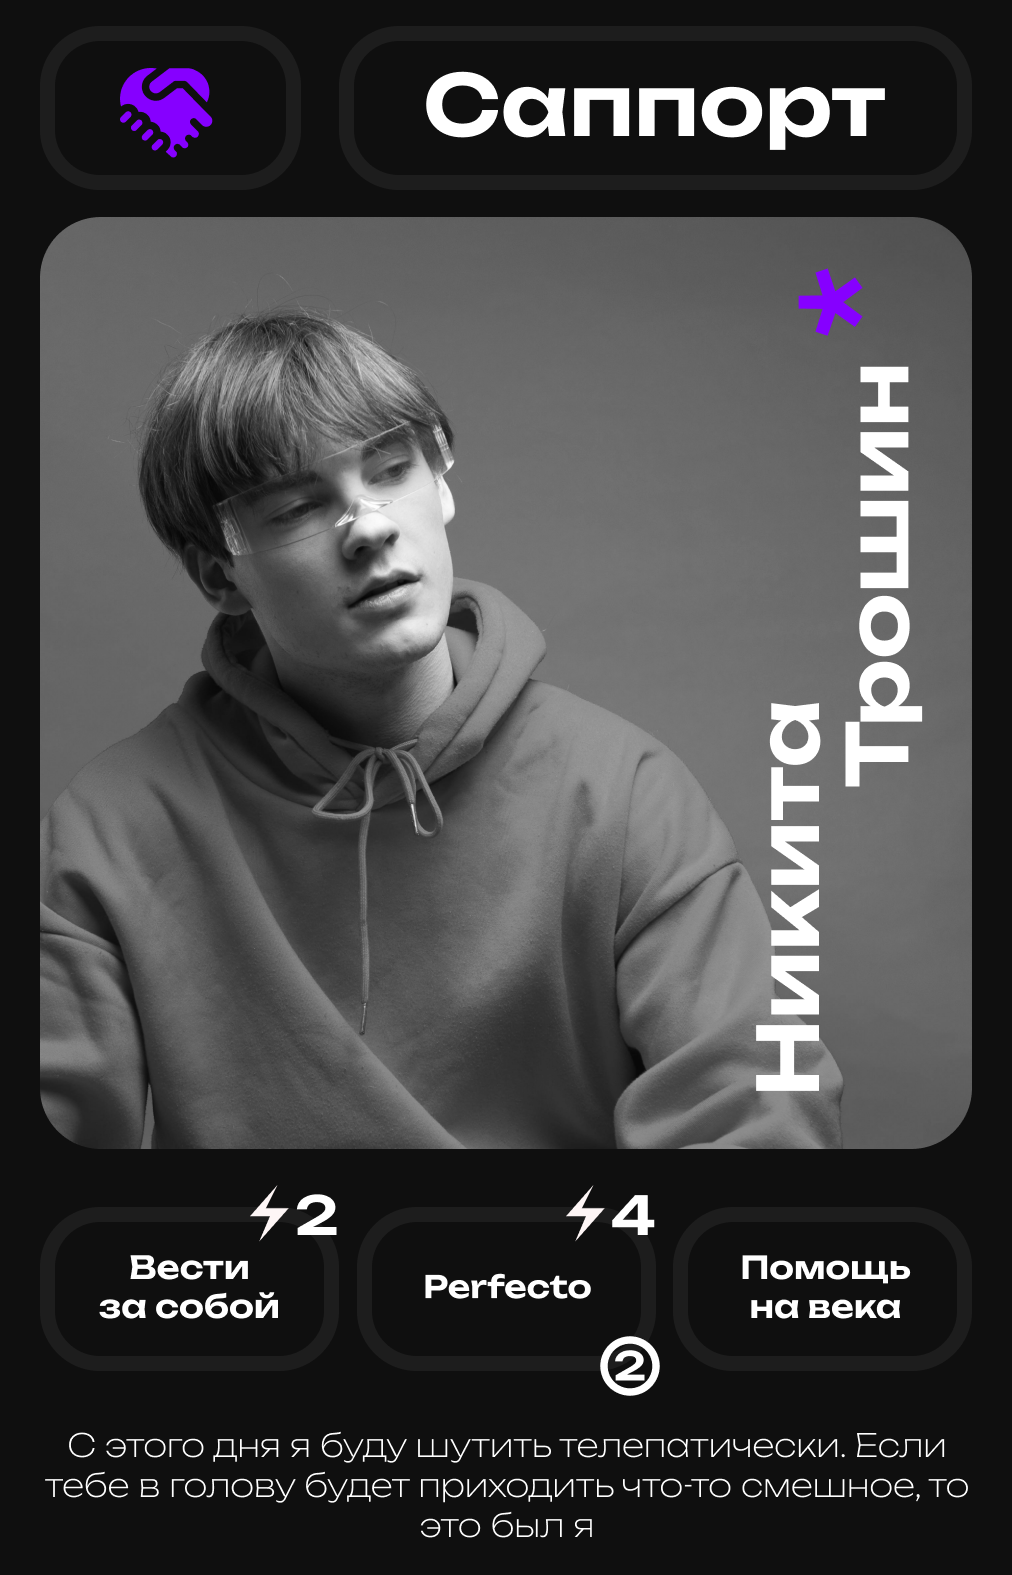 Саппорт
*
Никита
Трошин
2
Вести
за собой
4
Perfecto
2
Помощь
на века
С этого дня я буду шутить телепатически. Если
тебе в голову будет приходить что-то смешное, то
это был я